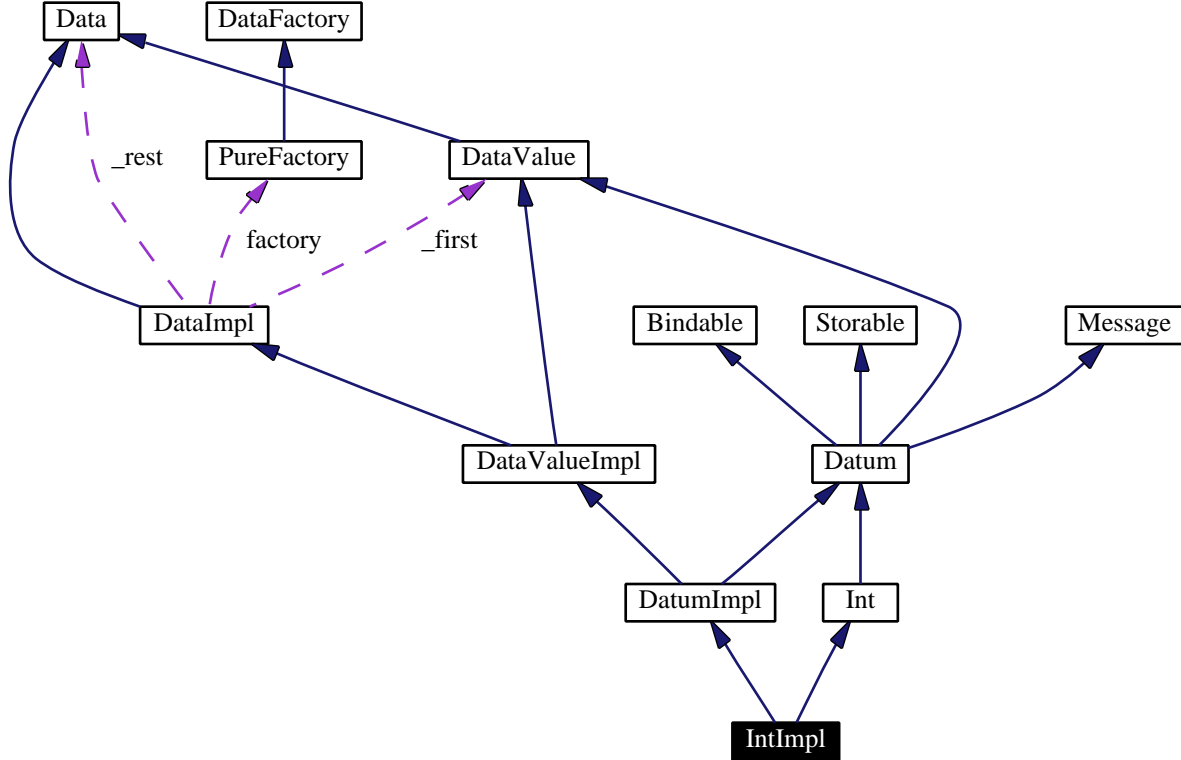 Data
DataFactory
_rest
PureFactory
DataValue
factory
_first
DataImpl
Bindable
Storable
Message
DataValueImpl
Datum
DatumImpl
Int
IntImpl